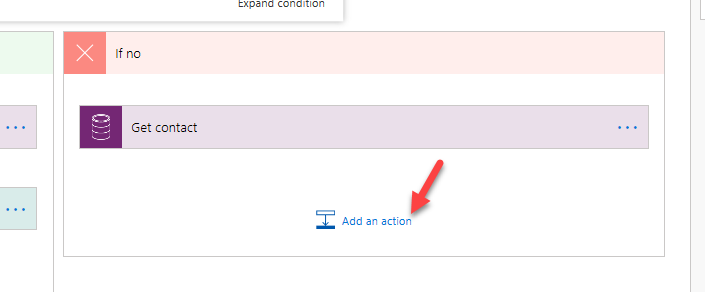 Expand condition
If no
Get contact
Add an action